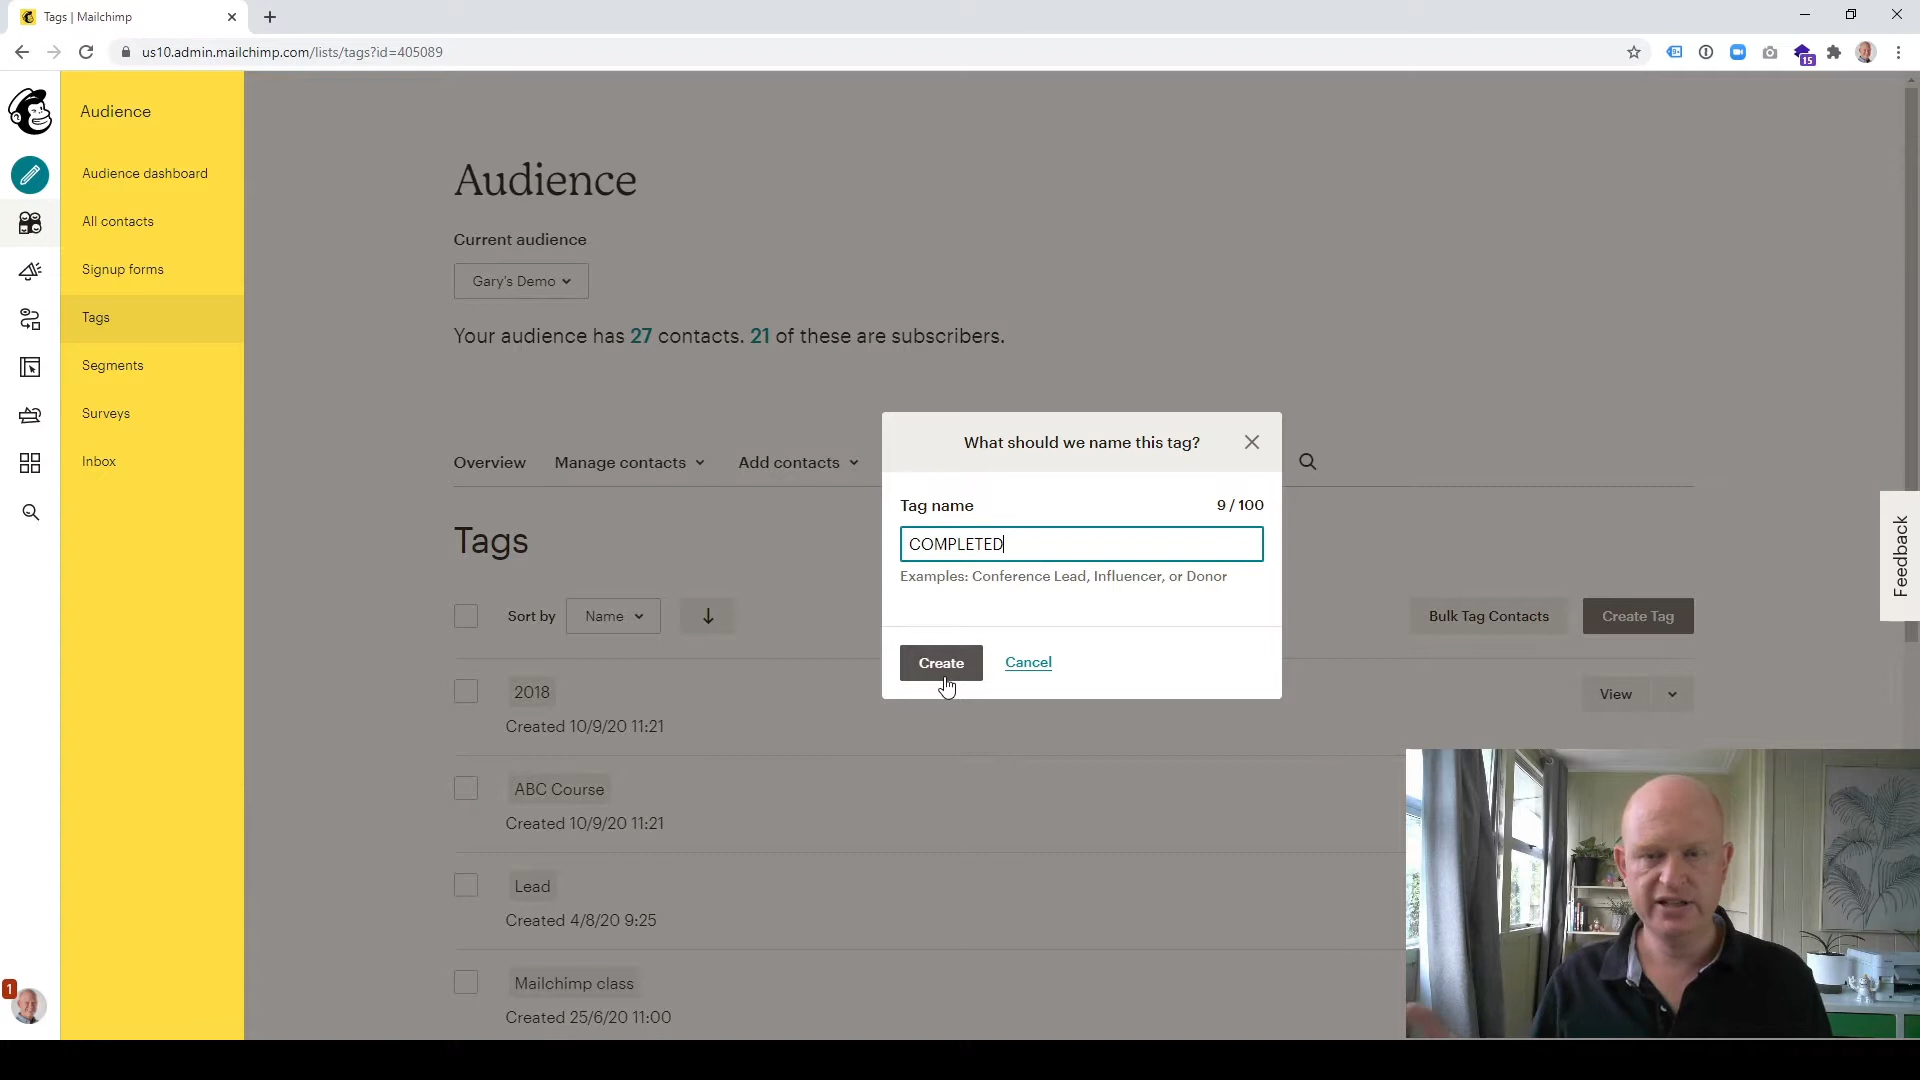 Tags | Mailchimp
us10.admin.mailchimp.com/lists/tags?id=405089
15
Audience
Audience dashboard
All contacts
Signup forms
Tags
Segments
Surveys
Inbox
1
Audience
Current audience
Gary's Demo
Your audience has 27 contacts. 21 of these are subscribers.
Overview
Manage contacts
Add contacts
What should we name this tag?
Tag name
9 / 100
COMPLETED
Examples: Conference Lead, Influencer, or Donor
Create
Cancel
Tags
Sort by
Name
Bulk Tag Contacts
Create Tag
2018
Created 10/9/20 11:21
View
ABC Course
Created 10/9/20 11:21
Lead
Created 4/8/20 9:25
Mailchimp class
Created 25/6/20 11:00
Feedback